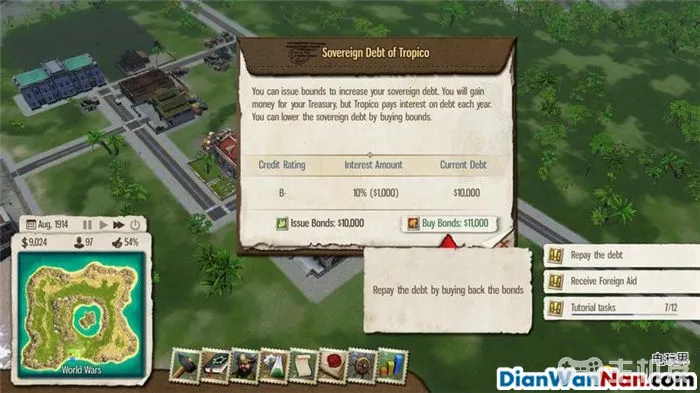 Sovereign Debt of Tropico
You can issue bounds to increase your sovereign debt. You will gain
money for your Treasury, but Tropico pays interest on debt each year.
You can lower the sovereign debt by buying bounds.
Credit Rating Interest Amount Current Debt
B- 10% ($1,000) $10,000
Issue Bonds: $10,000 Buy Bonds: $11,000
Repay the debt by buying back the bonds
Aug. 1914
$ 9,024 97 54%
World Wars
Repay the debt
Receive Foreign Aid
Tutorial tasks 7/12
电玩男
DianWanNan.com